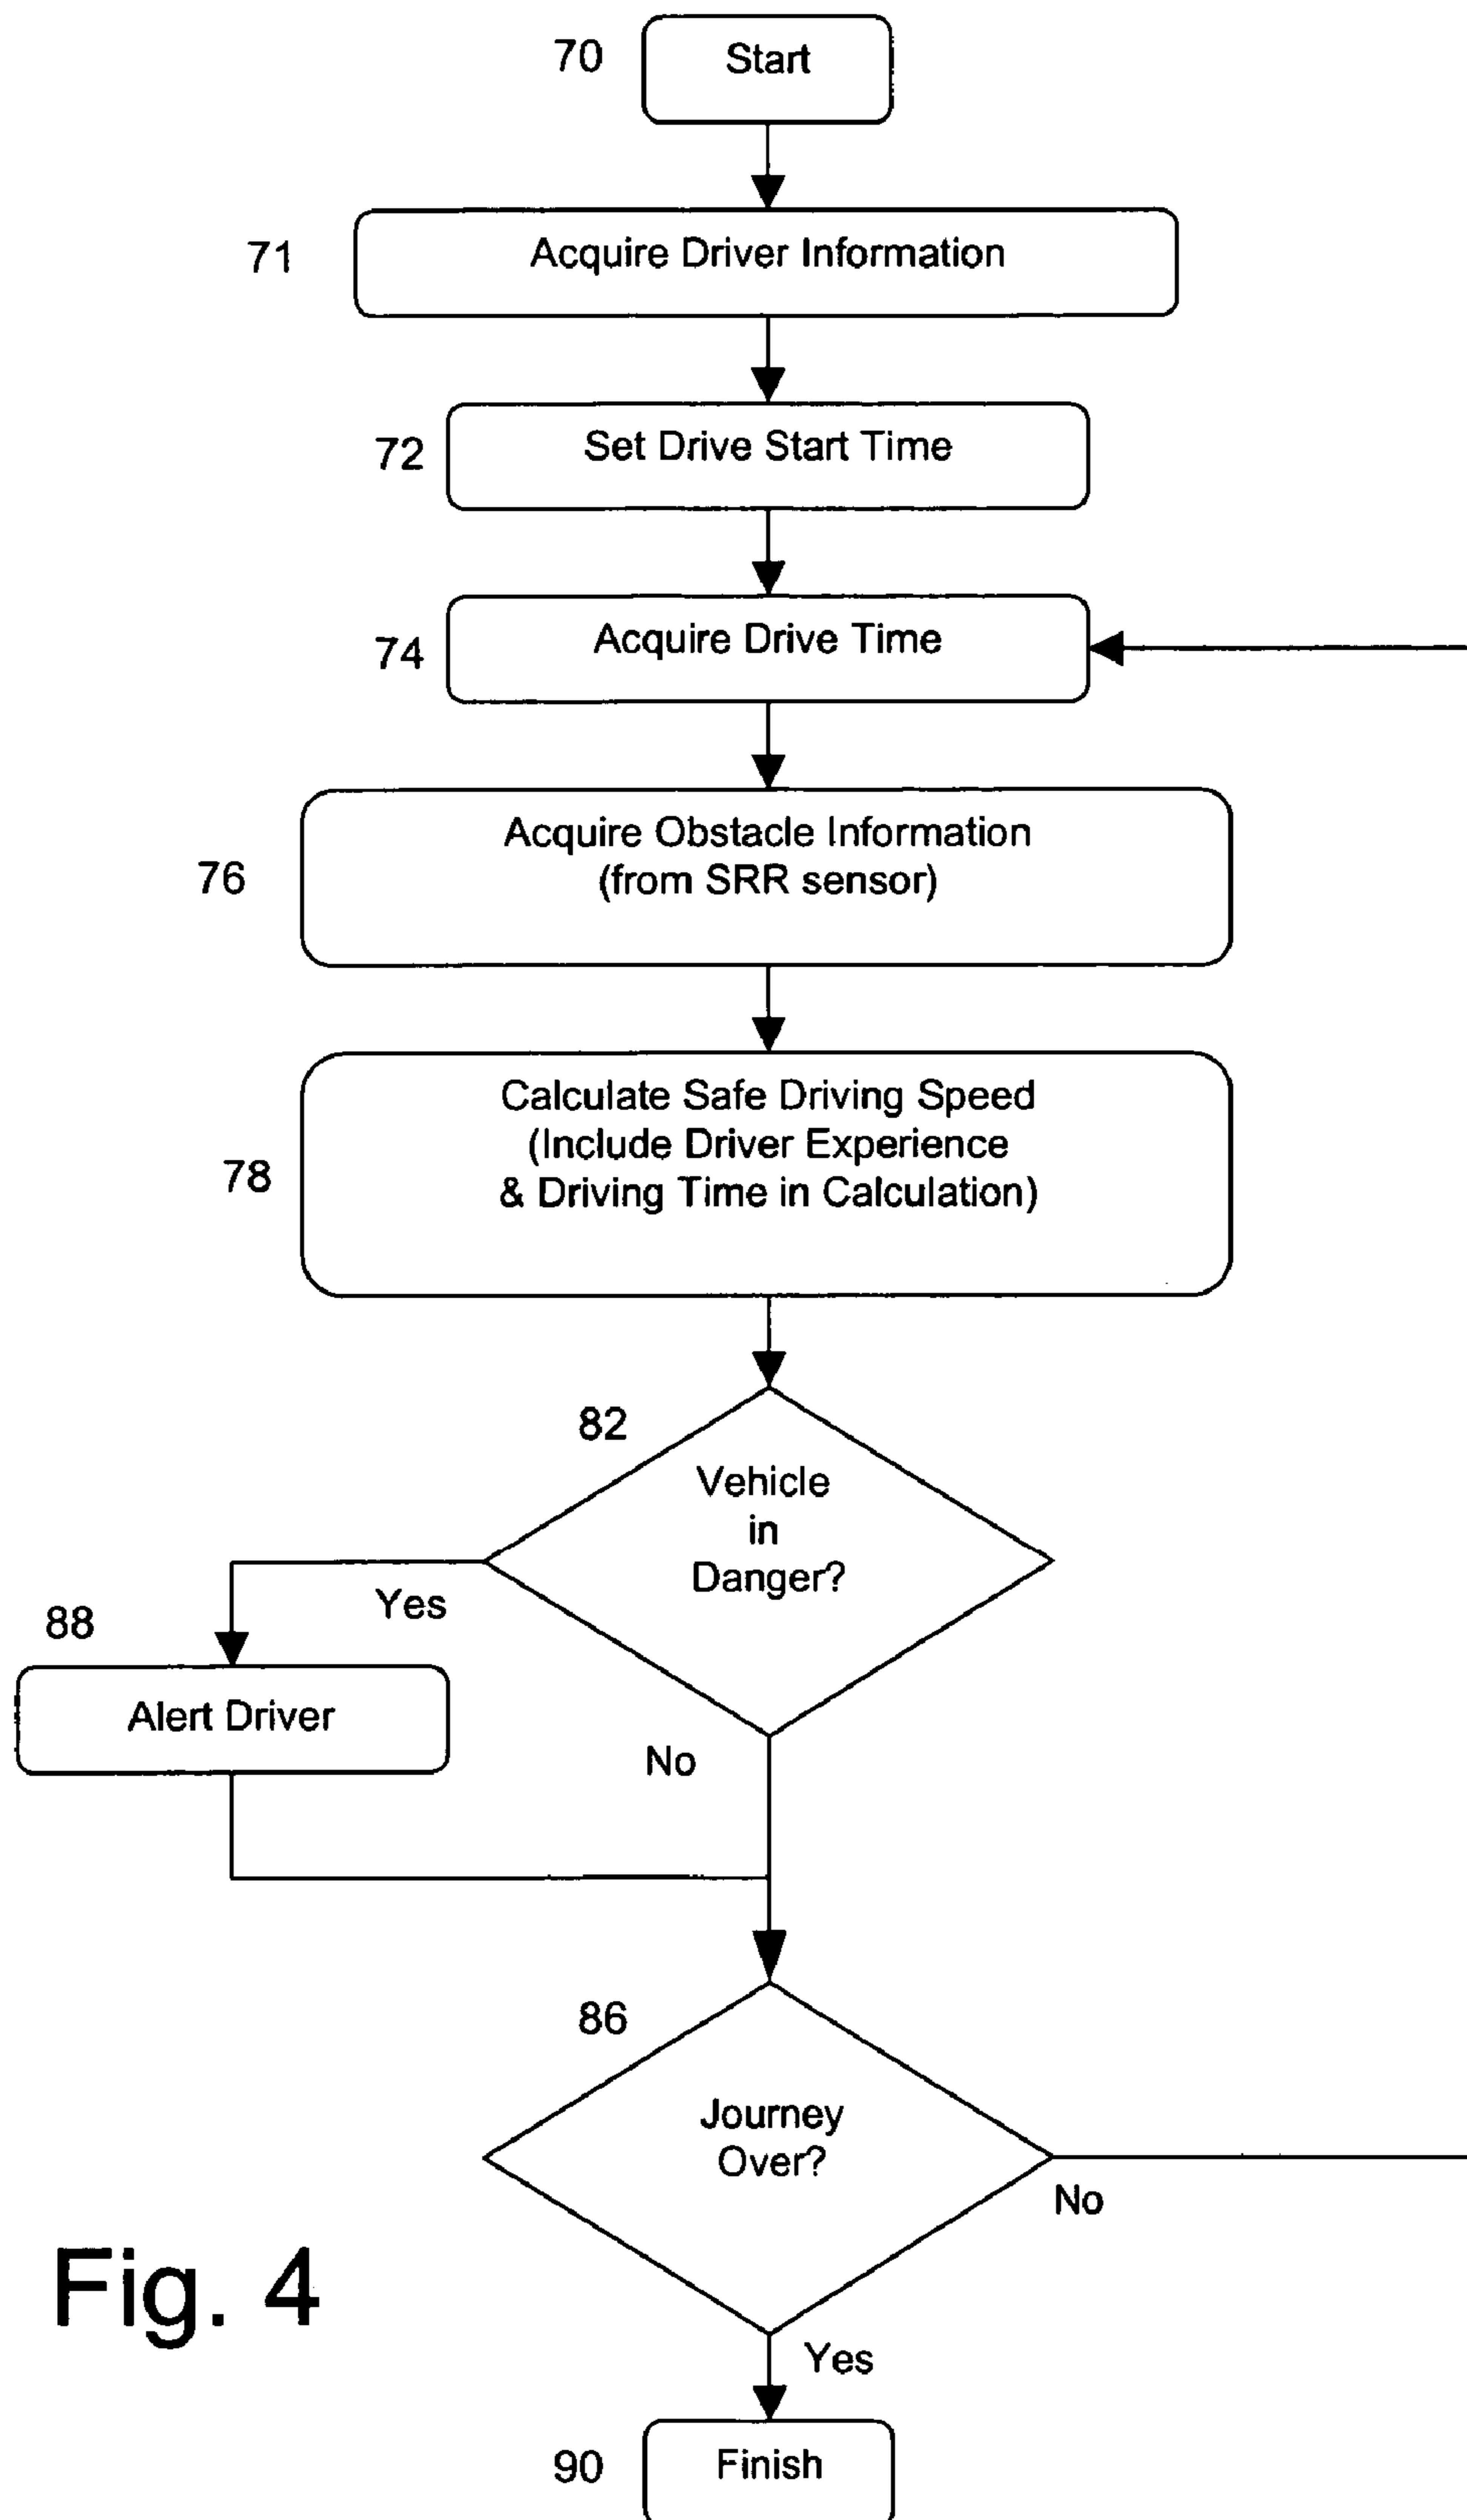 70
Start
71
Acquire Driver Information
72
Set Drive Start Time
74
Acquire Drive Time
76
Acquire Obstacle Information
(from SRR sensor)
78
Calculate Safe Driving Speed
(Include Driver Experience
& Driving Time in Calculation)
82
Vehicle
in
Danger?
Yes
88
Alert Driver
No
86
Journey
Over?
No
Fig. 4
Yes
90
Finish